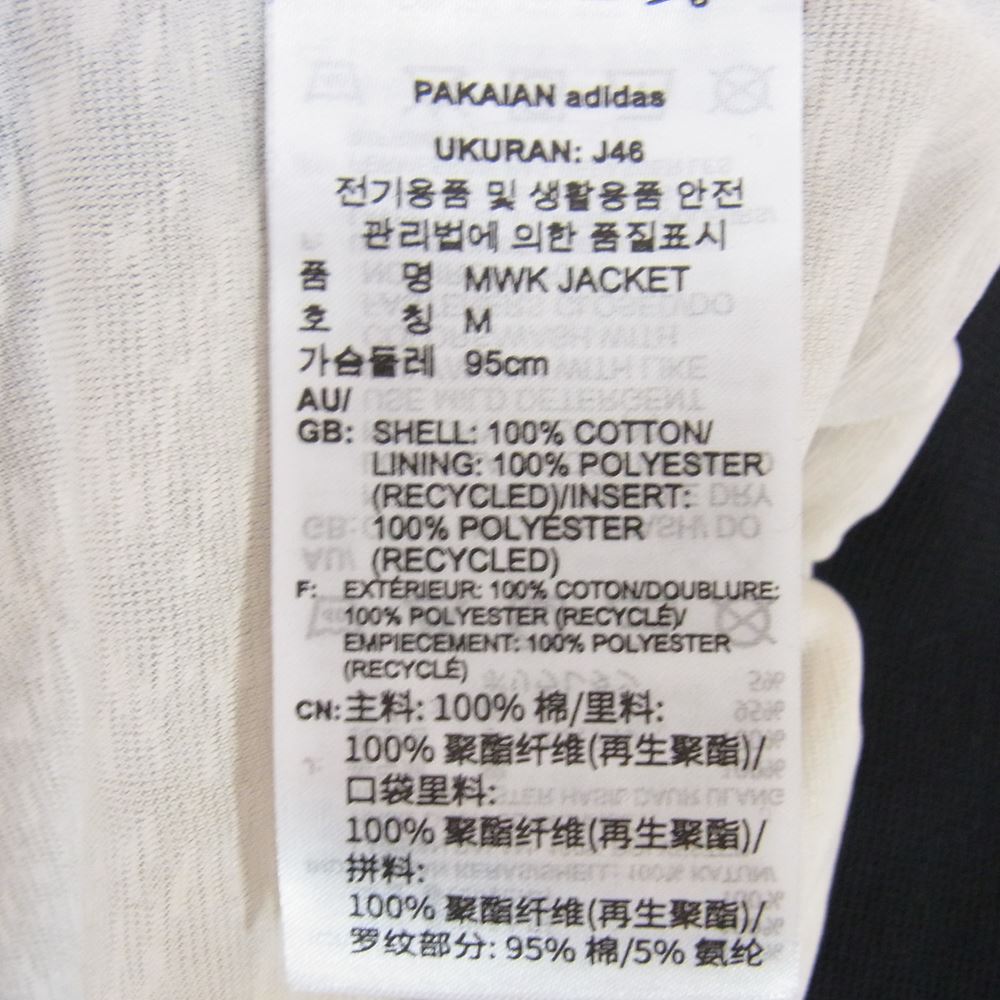 PAKAIAN adidas
UKURAN: J46
전기용품 및 생활용품 안전
관리법에 의한 품질표시
품 명 MWK JACKET
호 칭 M
가슴둘레 95cm
AU/
GB: SHELL: 100% COTTON/
LINING: 100% POLYESTER
(RECYCLED)/INSERT:
100% POLYESTER
(RECYCLED)
F: EXTÉRIEUR: 100% COTON/DOUBLURE:
100% POLYESTER (RECYCLÉ)/
EMPIECEMENT: 100% POLYESTER
(RECYCLÉ)
CN: 主料: 100% 棉/里料:
100% 聚酯纤维(再生聚酯)/
口袋里料:
100% 聚酯纤维(再生聚酯)/
拼料:
100% 聚酯纤维(再生聚酯)/
罗纹部分: 95% 棉/5% 氨纶